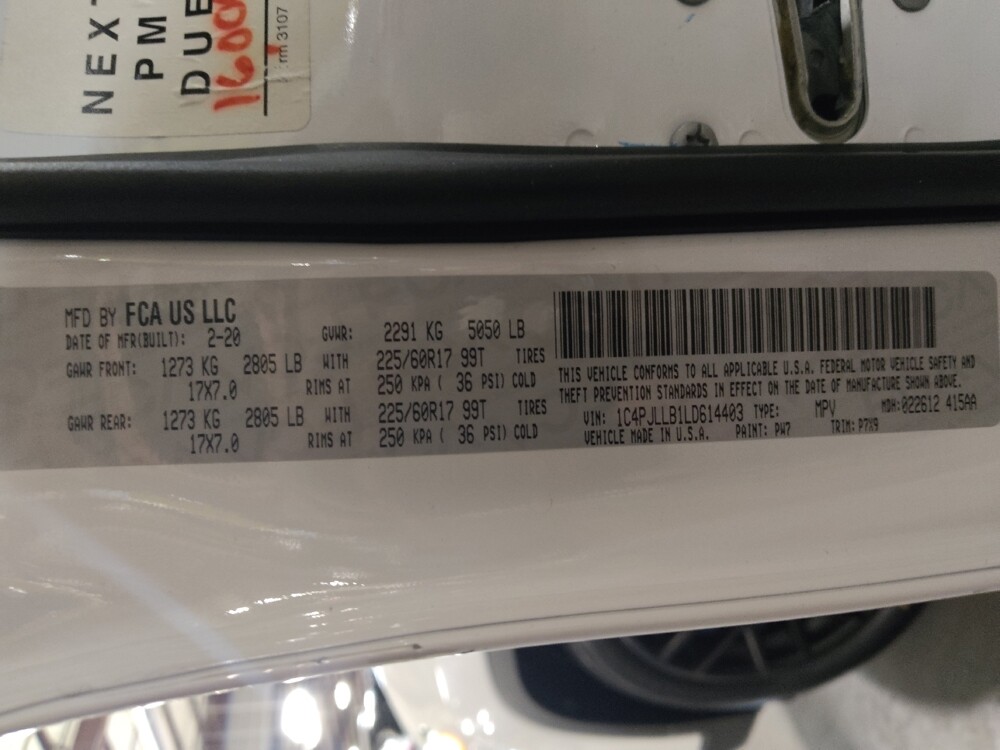 NEXT
PM
DUE
1600
rm 3107
MFD BY FCA US LLC
DATE OF MFR(BUILT): 2-20 GVWR: 2291 KG 5050 LB
GAWR FRONT: 1273 KG 2805 LB WITH 225/60R17 99T TIRES
17X7.0 RIMS AT 250 KPA ( 36 PSI) COLD
GAWR REAR: 1273 KG 2805 LB WITH 225/60R17 99T TIRES
17X7.0 RIMS AT 250 KPA ( 36 PSI) COLD
THIS VEHICLE CONFORMS TO ALL APPLICABLE U.S.A. FEDERAL MOTOR VEHICLE SAFETY AND
THEFT PREVENTION STANDARDS IN EFFECT ON THE DATE OF MANUFACTURE SHOWN ABOVE.
VIN: 1C4PJLLB1LD614403 TYPE: MPV MDH:022612 415AA
VEHICLE MADE IN U.S.A. PAINT: PW7 TRIM: P7X9